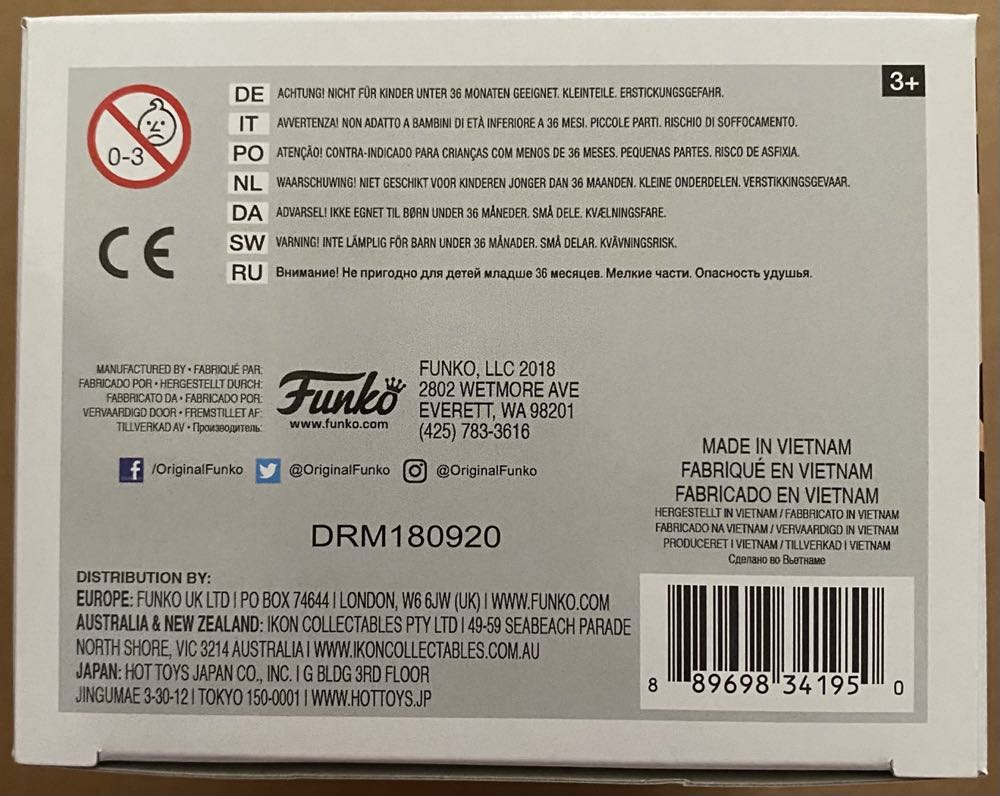 3+
0-3
DE ACHTUNG! NICHT FÜR KINDER UNTER 36 MONATEN GEEIGNET. KLEINTEILE. ERSTICKUNGSGEFAHR.
IT AVVERTENZA! NON ADATTO A BAMBINI DI ETÀ INFERIORE A 36 MESI. PICCOLE PARTI. RISCHIO DI SOFFOCAMENTO.
PO ATENÇÃO! CONTRA-INDICADO PARA CRIANÇAS COM MENOS DE 36 MESES. PEQUENAS PARTES. RISCO DE ASFIXIA.
NL WAARSCHUWING! NIET GESCHIKT VOOR KINDEREN JONGER DAN 36 MAANDEN. KLEINE ONDERDELEN. VERSTIKKINGSGEVAAR.
DA ADVARSEL! IKKE EGNET TIL BØRN UNDER 36 MÅNEDER. SMÅ DELE. KVÆLNINGSFARE.
SW VARNING! INTE LÄMPLIG FÖR BARN UNDER 36 MÅNADER. SMÅ DELAR. KVÄVNINGSRISK.
RU Внимание! Не пригодно для детей младше 36 месяцев. Мелкие части. Опасность удушья.
CE
MANUFACTURED BY • FABRIQUÉ PAR:
FABRICADO POR • HERGESTELLT DURCH:
FABBRICATO DA • FABRICADO POR:
VERVAARDIGD DOOR • FREMSTILLET AF:
TILLVERKAD AV • Производитель:
Funko
www.funko.com
FUNKO, LLC 2018
2802 WETMORE AVE
EVERETT, WA 98201
(425) 783-3616
/OriginalFunko @OriginalFunko @OriginalFunko
MADE IN VIETNAM
FABRIQUÉ EN VIETNAM
FABRICADO EN VIETNAM
HERGESTELLT IN VIETNAM / FABBRICATO IN VIETNAM
FABRICADO NA VIETNAM / VERVAARDIGD IN VIETNAM
PRODUCERET I VIETNAM / TILLVERKAD I VIETNAM
Сделано во Вьетнаме
DRM180920
DISTRIBUTION BY:
EUROPE: FUNKO UK LTD | PO BOX 74644 | LONDON, W6 6JW (UK) | WWW.FUNKO.COM
AUSTRALIA & NEW ZEALAND: IKON COLLECTABLES PTY LTD | 49-59 SEABEACH PARADE
NORTH SHORE, VIC 3214 AUSTRALIA | WWW.IKONCOLLECTABLES.COM.AU
JAPAN: HOT TOYS JAPAN CO., INC. | G BLDG 3RD FLOOR
JINGUMAE 3-30-12 | TOKYO 150-0001 | WWW.HOTTOYS.JP
8 89698 34195 0